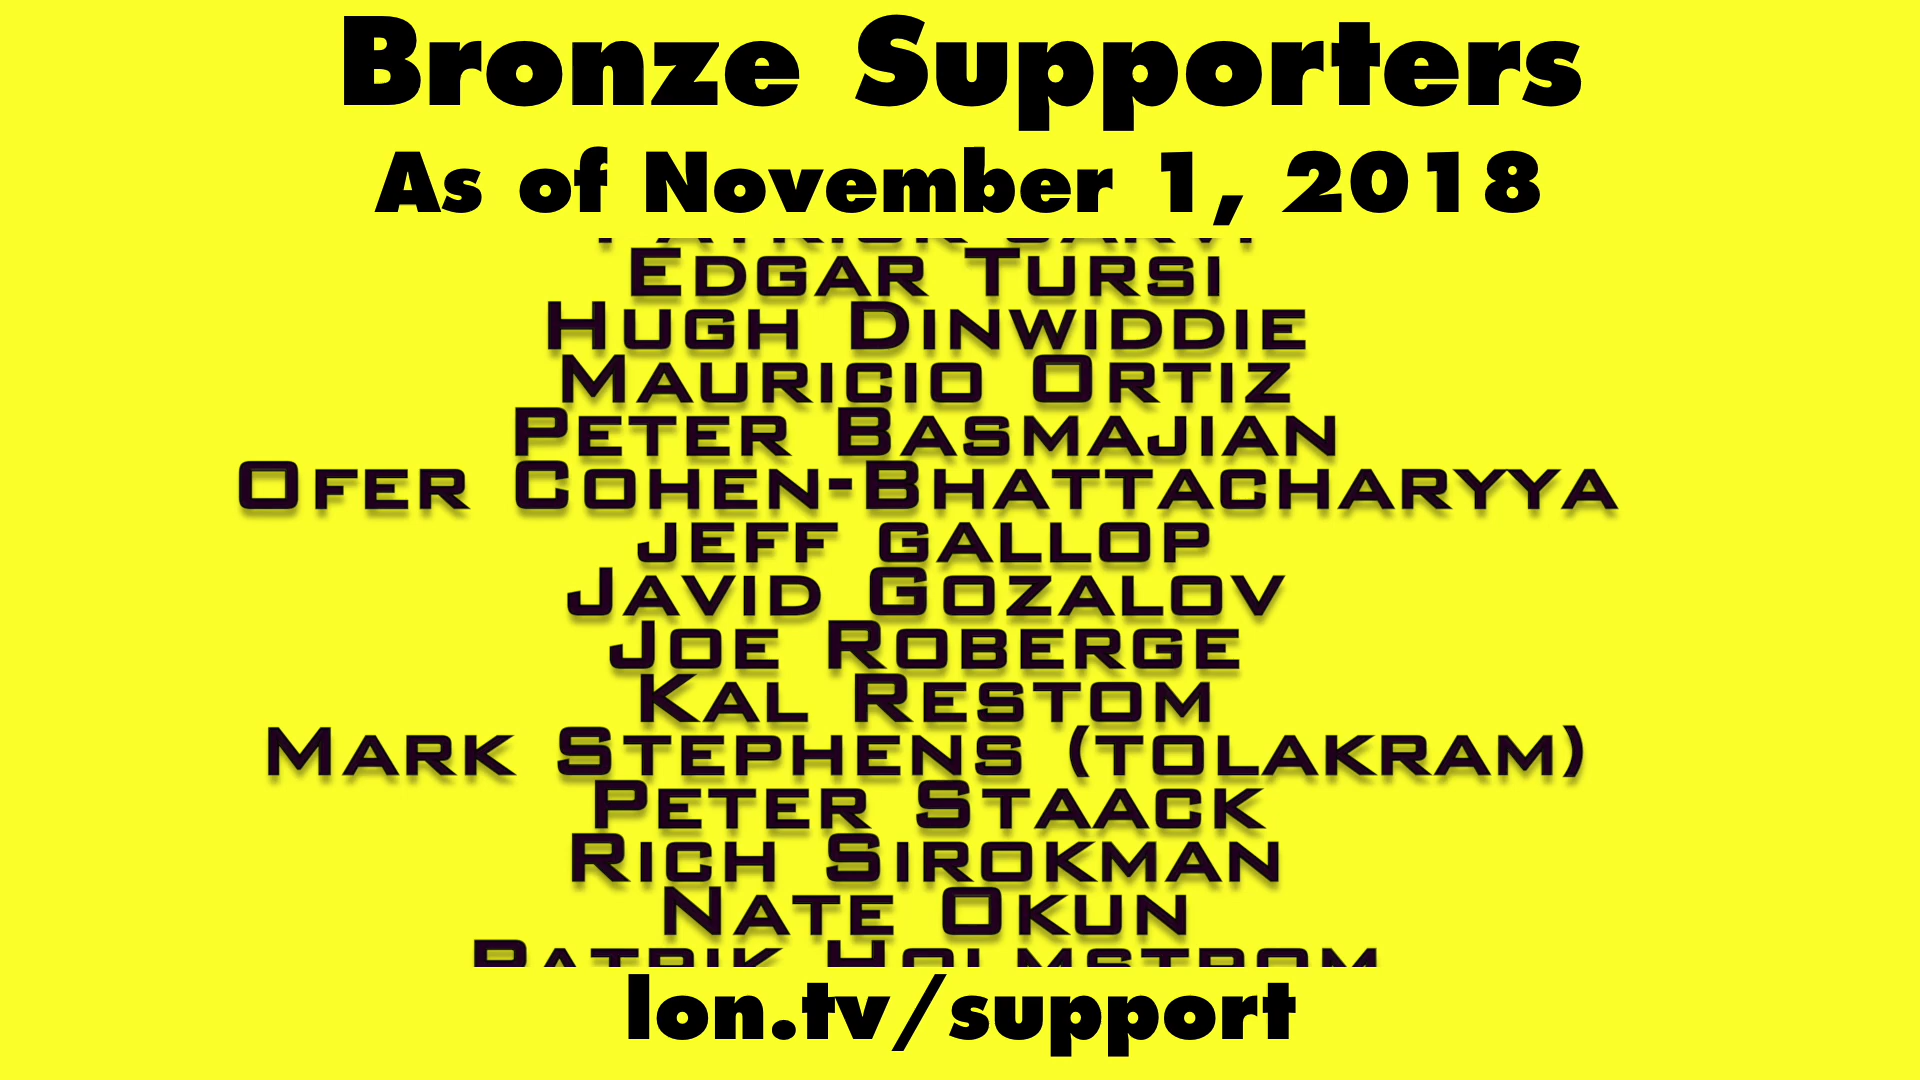 Bronze Supporters
As of November 1, 2018
Edgar Tursi
Hugh Dinwiddie
Mauricio Ortiz
Peter Basmajian
Ofer Cohen-Bhattacharyya
jeff gallop
Javid Gozalov
Joe Roberge
Kal Restom
Mark Stephens (tolakram)
Peter Staack
Rich Sirokman
Nate Okun
Patrik Holmstrom
lon.tv/support